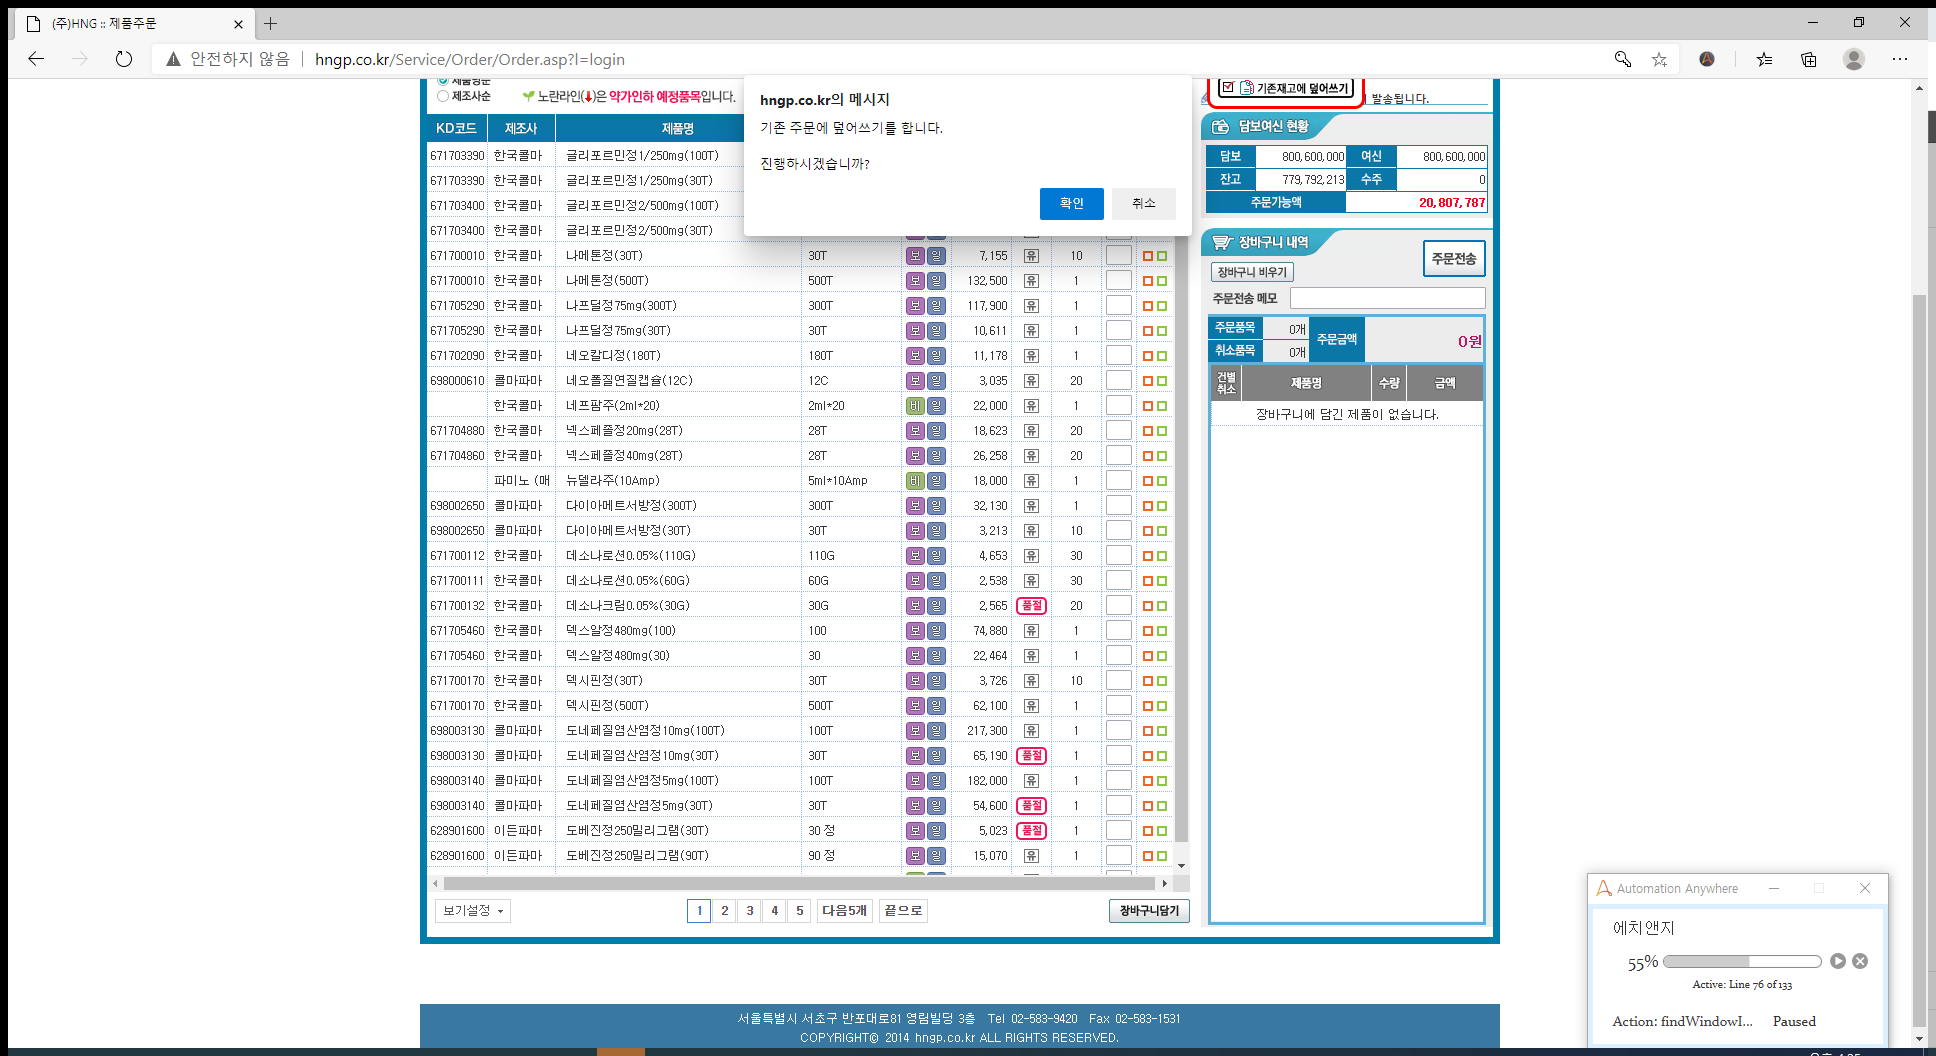 (주)HNG :: 제품주문
안전하지 않음 hngp.co.kr/Service/Order/Order.asp?l=login
제품명순
제조사순 노란라인(↓)은 약가인하 예정품목입니다.
hngp.co.kr의 메시지
기존 주문에 덮어쓰기를 합니다.
진행하시겠습니까?
확인 취소
KD코드 제조사 제품명
671703390 한국콜마 글리포르민정1/250mg(100T)
671703390 한국콜마 글리포르민정1/250mg(30T)
671703400 한국콜마 글리포르민정2/500mg(100T)
671703400 한국콜마 글리포르민정2/500mg(30T)
671700010 한국콜마 나메톤정(30T) 30T 보 일 7,155 유 10
671700010 한국콜마 나메톤정(500T) 500T 보 일 132,500 유 1
671705290 한국콜마 나프덜정75mg(300T) 300T 보 일 117,900 유 1
671705290 한국콜마 나프덜정75mg(30T) 30T 보 일 10,611 유 1
671702090 한국콜마 네오칼디정(180T) 180T 보 일 11,178 유 1
698000610 콜마파마 네오폴질연질캡슐(12C) 12C 보 일 3,035 유 20
한국콜마 네프팜주(2ml*20) 2ml*20 비 일 22,000 유 1
671704880 한국콜마 넥스페졸정20mg(28T) 28T 보 일 18,623 유 20
671704860 한국콜마 넥스페졸정40mg(28T) 28T 보 일 26,258 유 20
파미노 (매 뉴델라주(10Amp) 5ml*10Amp 비 일 18,000 유 1
698002650 콜마파마 다이아메트서방정(300T) 300T 보 일 32,130 유 1
698002650 콜마파마 다이아메트서방정(30T) 30T 보 일 3,213 유 10
671700112 한국콜마 데소나로션0.05%(110G) 110G 보 일 4,653 유 30
671700111 한국콜마 데소나로션0.05%(60G) 60G 보 일 2,538 유 30
671700132 한국콜마 데소나크림0.05%(30G) 30G 보 일 2,565 품절 20
671705460 한국콜마 덱스알정480mg(100) 100 보 일 74,880 유 1
671705460 한국콜마 덱스알정480mg(30) 30 보 일 22,464 유 1
671700170 한국콜마 덱시핀정(30T) 30T 보 일 3,726 유 10
671700170 한국콜마 덱시핀정(500T) 500T 보 일 62,100 유 1
698003130 콜마파마 도네페질염산염정10mg(100T) 100T 보 일 217,300 유 1
698003130 콜마파마 도네페질염산염정10mg(30T) 30T 보 일 65,190 품절 1
698003140 콜마파마 도네페질염산염정5mg(100T) 100T 보 일 182,000 유 1
698003140 콜마파마 도네페질염산염정5mg(30T) 30T 보 일 54,600 품절 1
628901600 이든파마 도베진정250밀리그램(30T) 30 정 보 일 5,023 품절 1
628901600 이든파마 도베진정250밀리그램(90T) 90 정 보 일 15,070 유 1
보기설정 1 2 3 4 5 다음5개 끝으로 장바구니담기
기존재고에 덮어쓰기 발송됩니다.
담보여신 현황
담보 800,600,000 여신 800,600,000
잔고 779,792,213 수주 0
주문가능액 20,807,787
장바구니 내역
주문전송
장바구니 비우기
주문전송 메모
주문품목 0개 주문금액 0원
취소품목 0개
건별취소 제품명 수량 금액
장바구니에 담긴 제품이 없습니다.
서울특별시 서초구 반포대로81 영림빌딩 3층 Tel 02-583-9420 Fax 02-583-1531
COPYRIGHT© 2014 hngp.co.kr ALL RIGHTS RESERVED.
Automation Anywhere
에치앤지
55%
Active: Line 76 of 133
Action: findWindowI... Paused